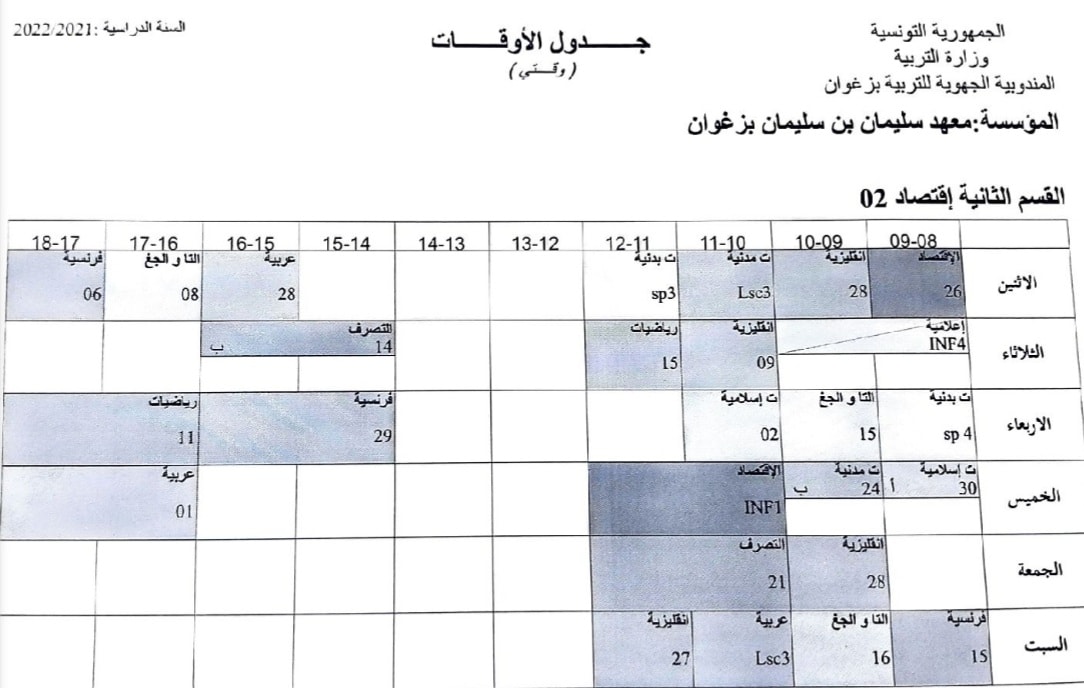 الجمهورية التونسية
وزارة التربية
المندوبية الجهوية للتربية بزغوان
جـــــدول الأوقـــــات
(وقــتي)
السنة الدراسية :2022/2021
المؤسسة:معهد سليمان بن سليمان بزغوان
القسم الثانية إقتصاد 02
09-08 10-09 11-10 12-11 13-12 14-13 15-14 16-15 17-16 18-17
الاثنين
الإقتصاد انقليزية ت مدنية ت بدنية عربية التا و الجغ فرنسية
26 28 Lsc3 sp3 28 08 06
الثلاثاء
إعلامية انقليزية رياضيات التصرف
INF4 09 15 14 ب
الاربعاء
ت بدنية التا و الجغ ت إسلامية فرنسية رياضيات
sp 4 15 02 29 11
الخميس
ت إسلامية ت مدنية الإقتصاد عربية
30 أ 24 ب INF1 01
الجمعة
انقليزية التصرف
28 21
السبت
فرنسية التا و الجغ عربية انقليزية
15 16 Lsc3 27